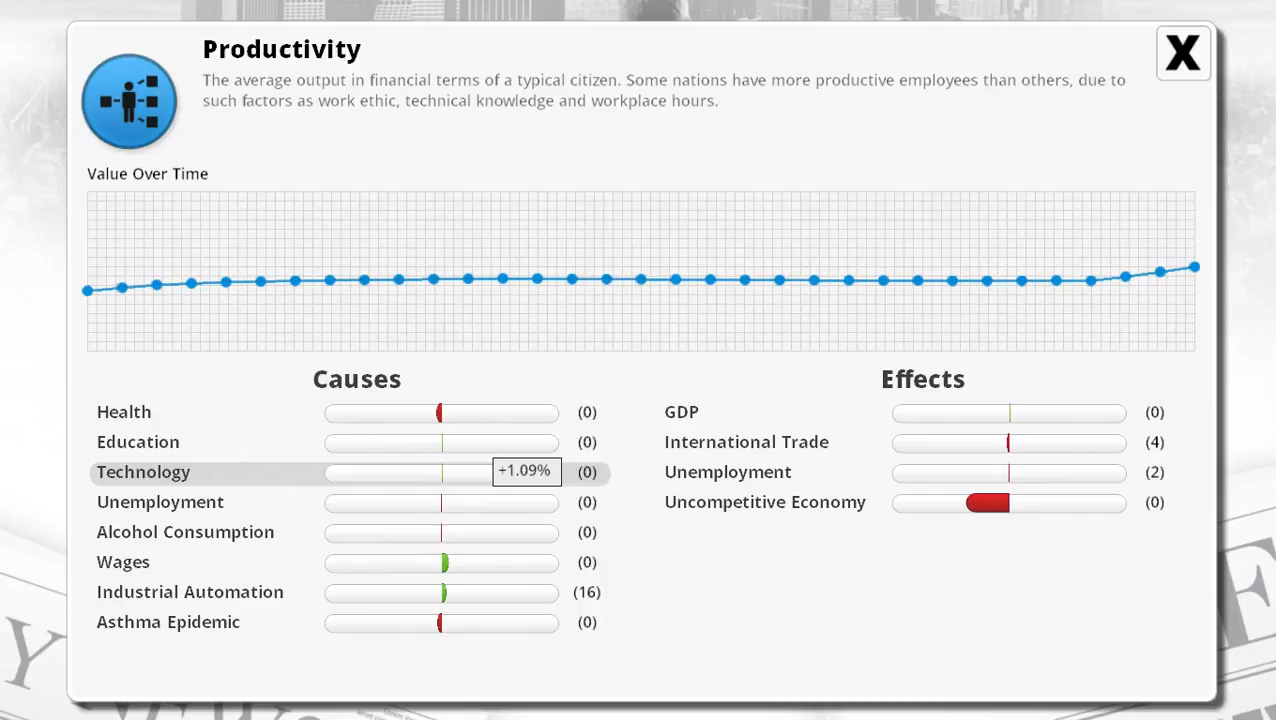 Productivity
X
The average output in financial terms of a typical citizen. Some nations have more productive employees than others, due to
such factors as work ethic, technical knowledge and workplace hours.
Value Over Time
Causes
Health (0)
Education (0)
Technology +1.09% (0)
Unemployment (0)
Alcohol Consumption (0)
Wages (0)
Industrial Automation (16)
Asthma Epidemic (0)
Effects
GDP (0)
International Trade (4)
Unemployment (2)
Uncompetitive Economy (0)